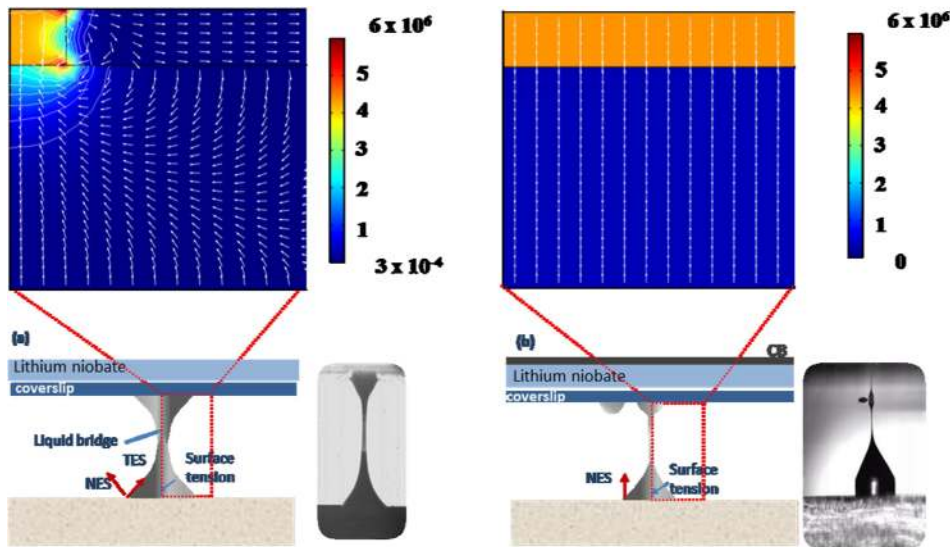 6 x 10⁶
5
4
3
2
1
3 x 10⁻⁴
6 x 10⁶
5
4
3
2
1
0
(a)
Lithium niobate
coverslip
Liquid bridge
TES
NES
Surface
tension
(b)
CB
Lithium niobate
coverslip
NES
Surface
tension